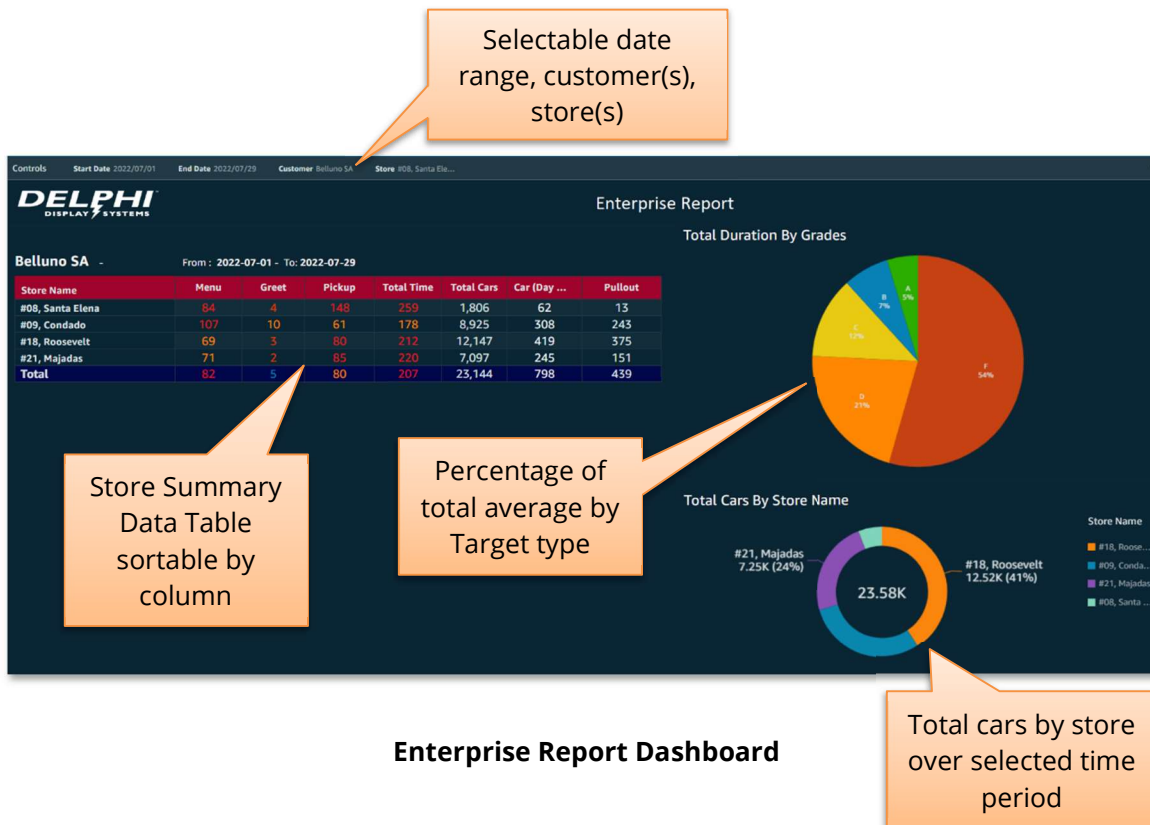 Selectable date
range, customer(s),
store(s)
Controls Start Date 2022/07/01 End Date 2022/07/29 Customer Belluno SA Store #08, Santa Ele...
DELPHI
DISPLAY SYSTEMS
Enterprise Report
Total Duration By Grades
Belluno SA -
From : 2022-07-01 - To: 2022-07-29
Store Name Menu Greet Pickup Total Time Total Cars Car (Day ... Pullout
#08, Santa Elena 84 4 148 259 1,806 62 13
#09, Condado 107 10 61 178 8,925 308 243
#18, Roosevelt 69 3 80 212 12,147 419 375
#21, Majadas 71 2 85 220 7,097 245 151
Total 82 5 80 207 23,144 798 439
A
5%
B
7%
C
12%
D
21%
F
54%
Store Summary
Data Table
sortable by
column
Percentage of
total average by
Target type
Total Cars By Store Name
#21, Majadas
7.25K (24%)
23.58K
#18, Roosevelt
12.52K (41%)
Store Name
#18, Roose...
#09, Conda...
#21, Majadas
#08, Santa ...
Total cars by store
over selected time
period
Enterprise Report Dashboard